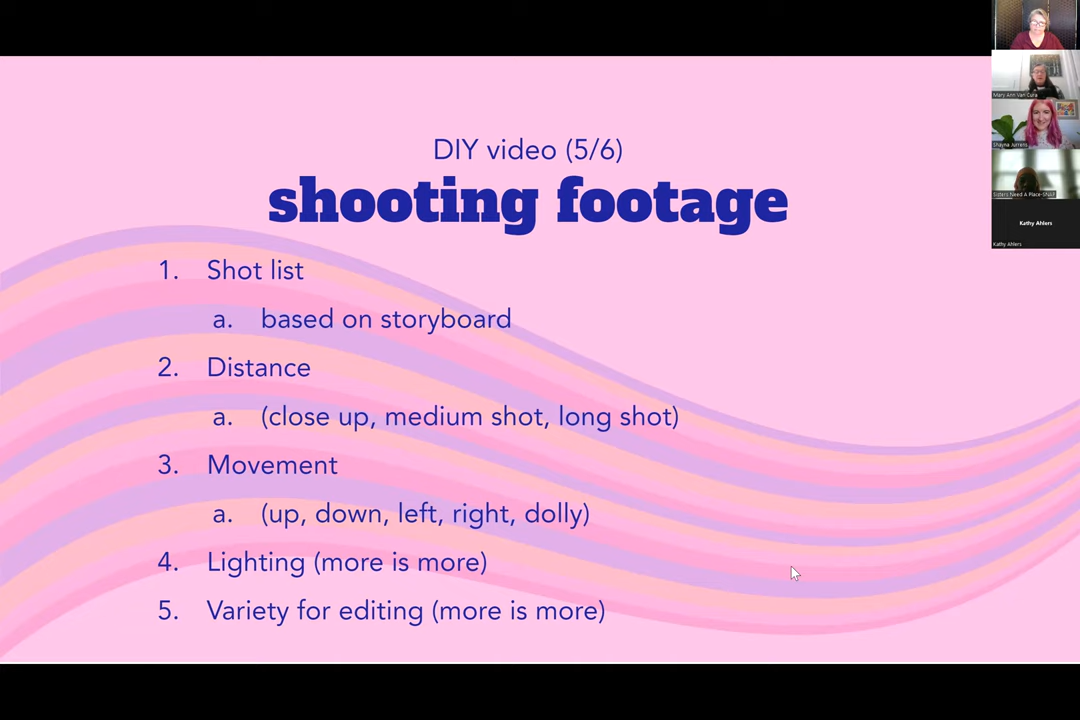 DIY video (5/6)
shooting footage
1. Shot list
a. based on storyboard
2. Distance
a. (close up, medium shot, long shot)
3. Movement
a. (up, down, left, right, dolly)
4. Lighting (more is more)
5. Variety for editing (more is more)
Mary Ann Van Cura
Shayna Jurrens
Sisters Need A Place-SNAP
Kathy Ahlers
Kathy Ahlers